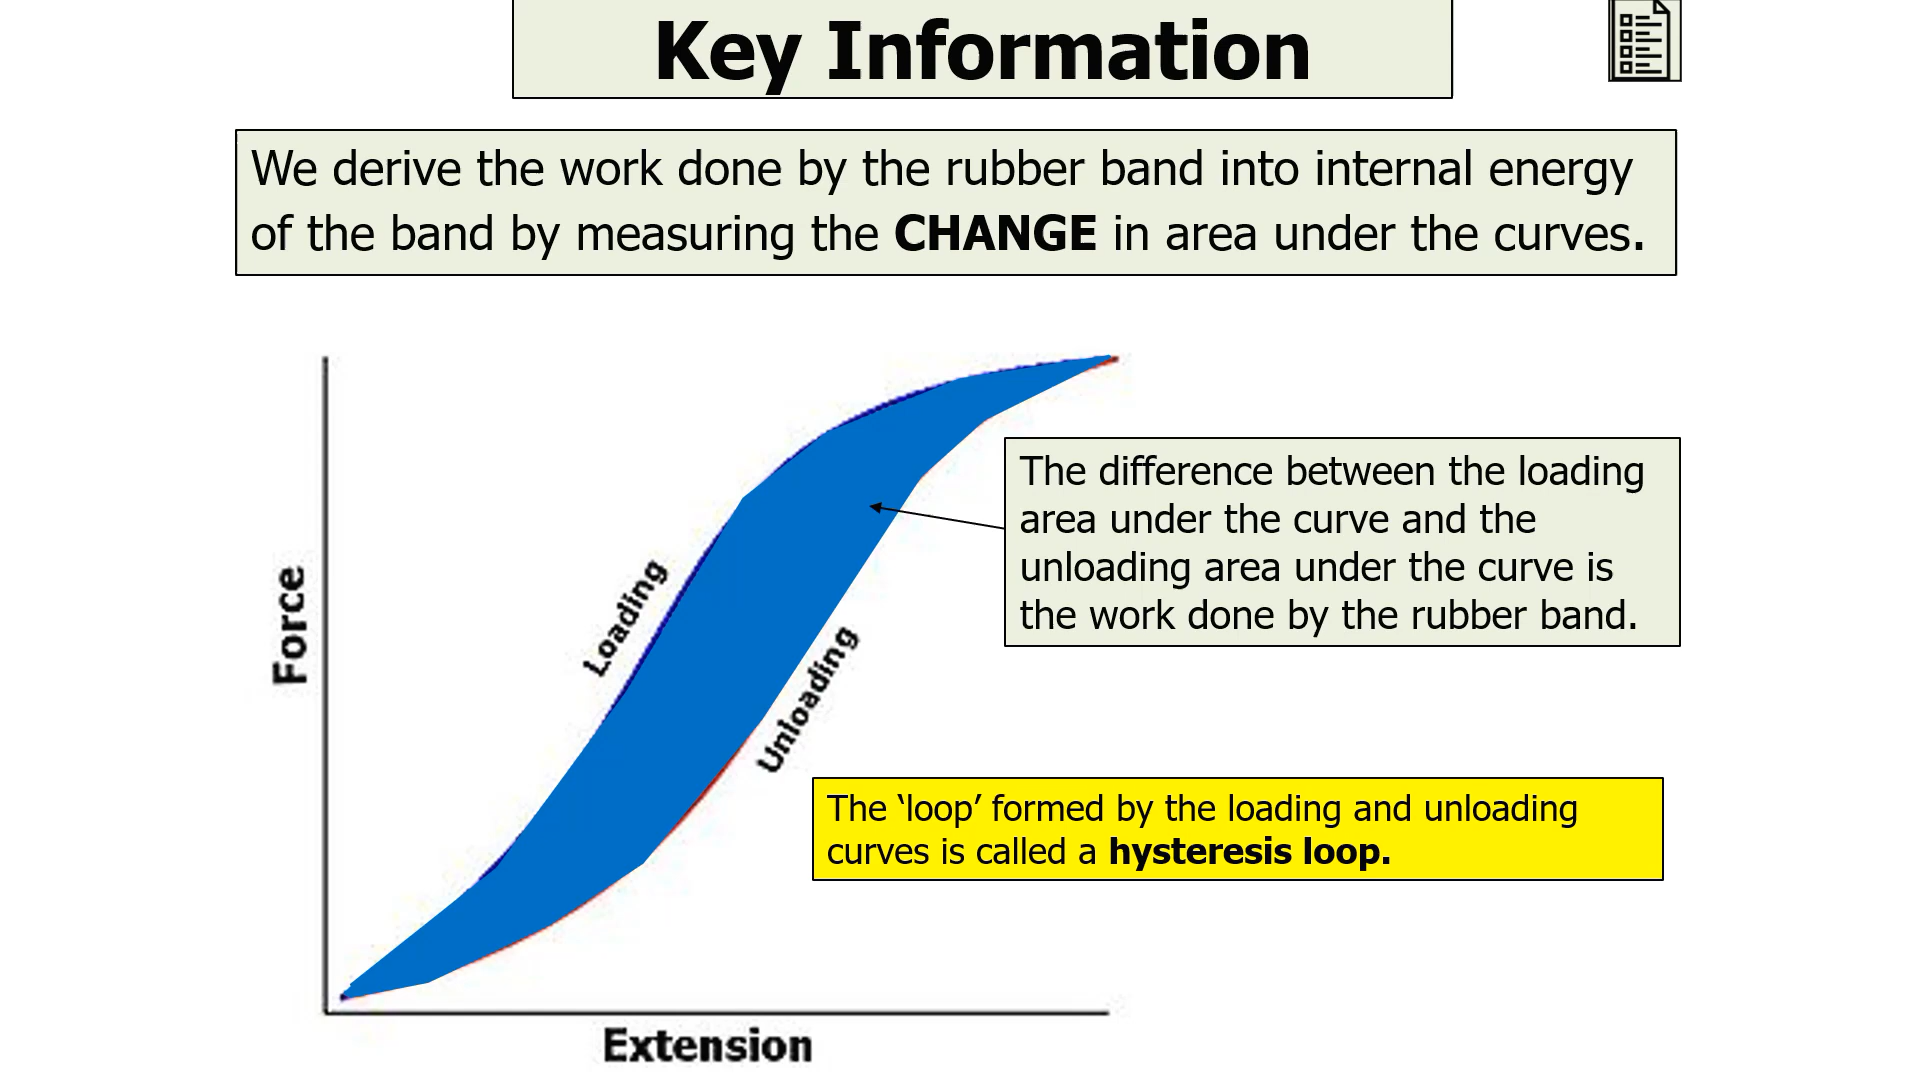 Key Information
We derive the work done by the rubber band into internal energy
of the band by measuring the CHANGE in area under the curves.
The difference between the loading
area under the curve and the
unloading area under the curve is
the work done by the rubber band.
Loading
Force
Unloading
The ‘loop’ formed by the loading and unloading
curves is called a hysteresis loop.
Extension